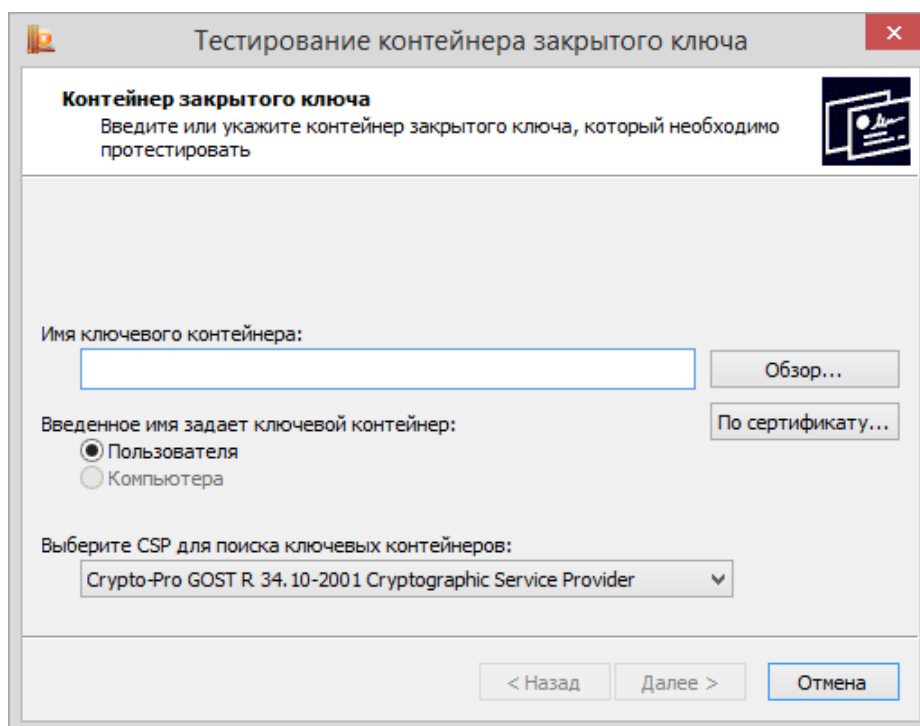 Тестирование контейнера закрытого ключа
Контейнер закрытого ключа
Введите или укажите контейнер закрытого ключа, который необходимо
протестировать
Имя ключевого контейнера:
Обзор...
Введенное имя задает ключевой контейнер:
По сертификату...
Пользователя
Компьютера
Выберите CSP для поиска ключевых контейнеров:
Crypto-Pro GOST R 34.10-2001 Cryptographic Service Provider
< Назад
Далее >
Отмена